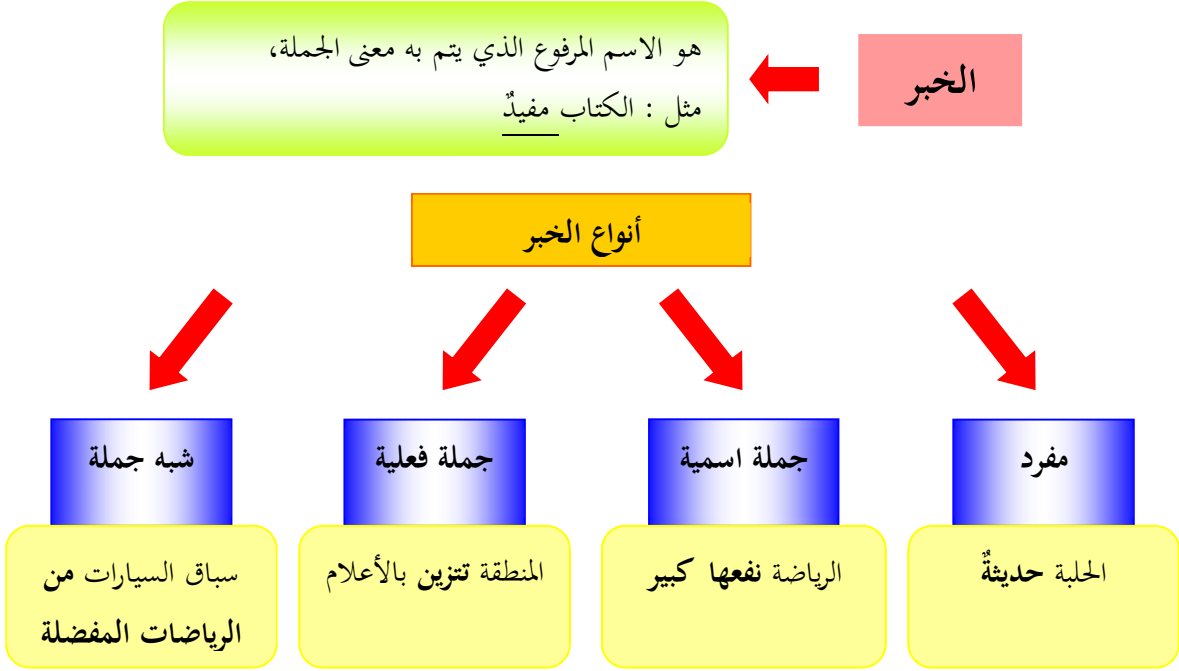 الخبر
هو الاسم المرفوع الذي يتم به معنى الجملة،
مثل : الكتاب مفيدٌ
أنواع الخبر
مفرد
الحلبة حديثةٌ
جملة اسمية
الرياضة نفعها كبير
جملة فعلية
المنطقة تتزين بالأعلام
شبه جملة
سباق السيارات من
الرياضات المفضلة